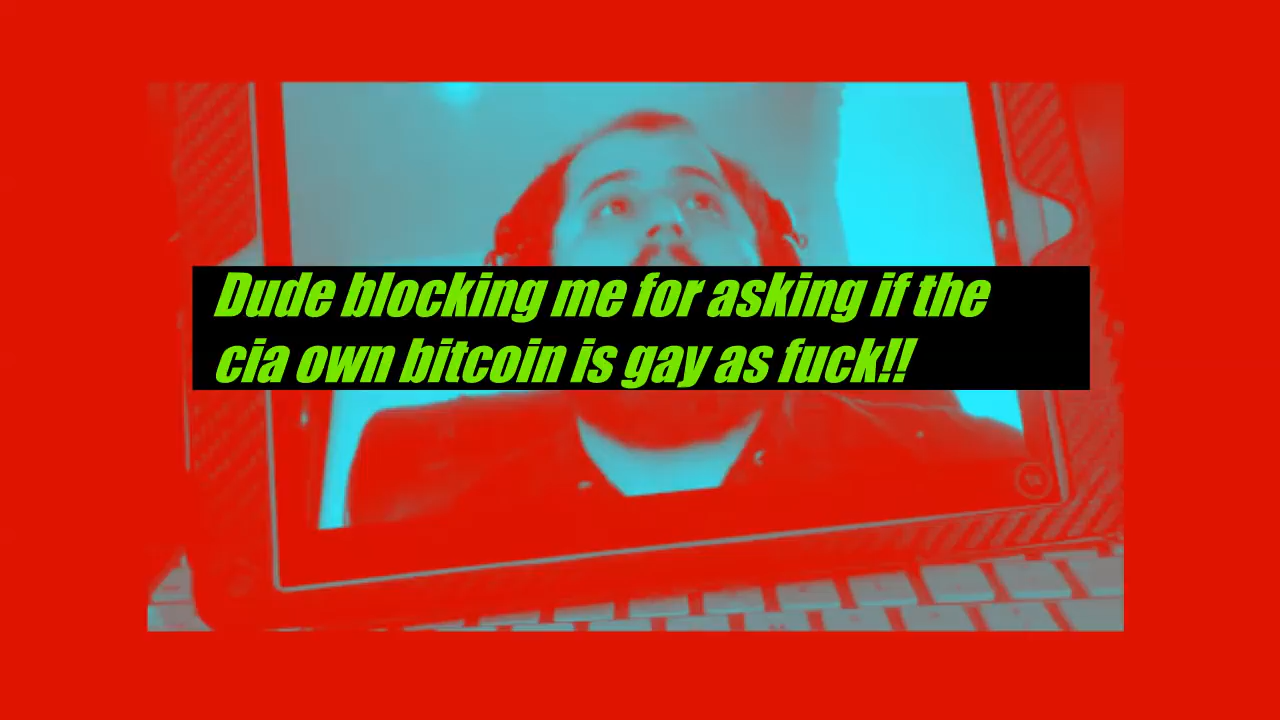 Dude blocking me for asking if the
cia own bitcoin is gay as fuck!!